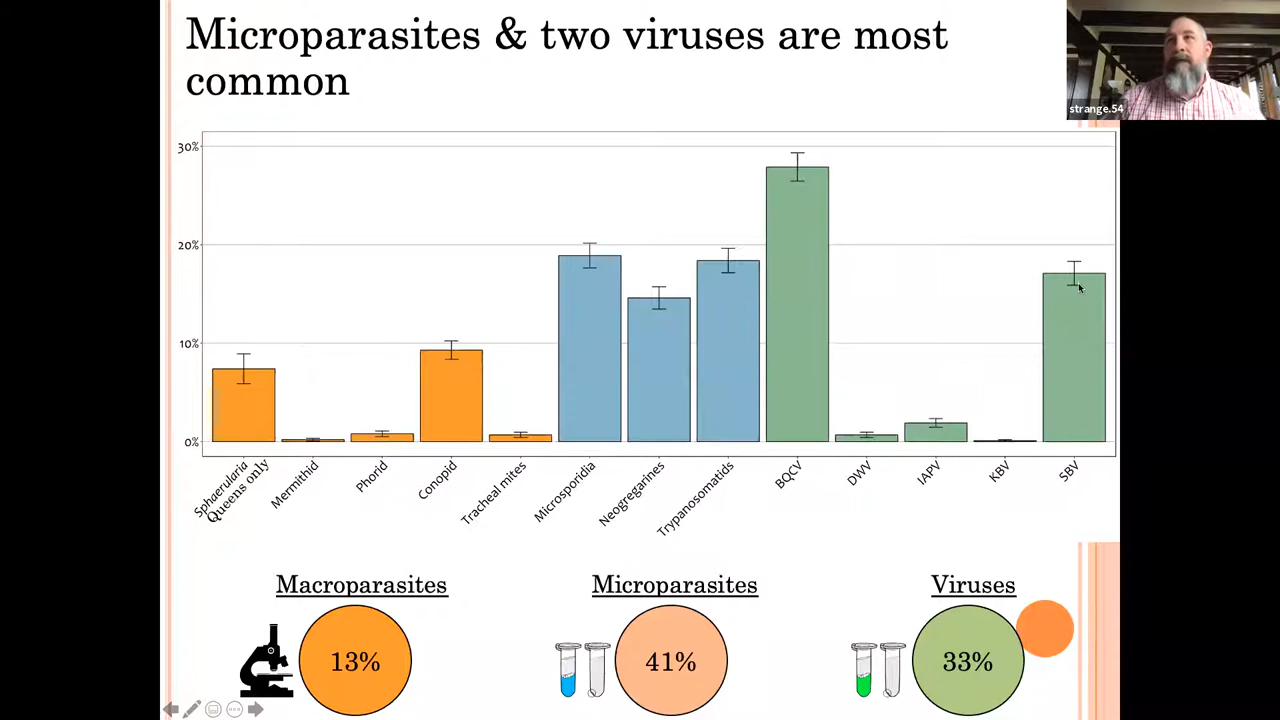 Microparasites & two viruses are most
common
strange.54
30%
20%
10%
0%
Sphaerularia
Queens only
Mermithid
Phorid
Conopid
Tracheal mites
Microsporidia
Neogregarines
Trypanosomatids
BQCV
DWV
IAPV
KBV
SBV
Macroparasites
Microparasites
Viruses
13%
41%
33%